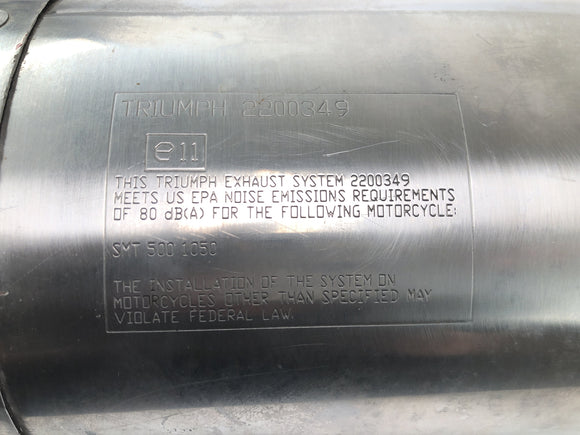 TRIUMPH 2200349
e11
THIS TRIUMPH EXHAUST SYSTEM 2200349
MEETS US EPA NOISE EMISSIONS REQUIREMENTS
OF 80 dB(A) FOR THE FOLLOWING MOTORCYCLE:
SMT 500 1050
THE INSTALLATION OF THE SYSTEM ON
MOTORCYCLES OTHER THAN SPECIFIED MAY
VIOLATE FEDERAL LAW.